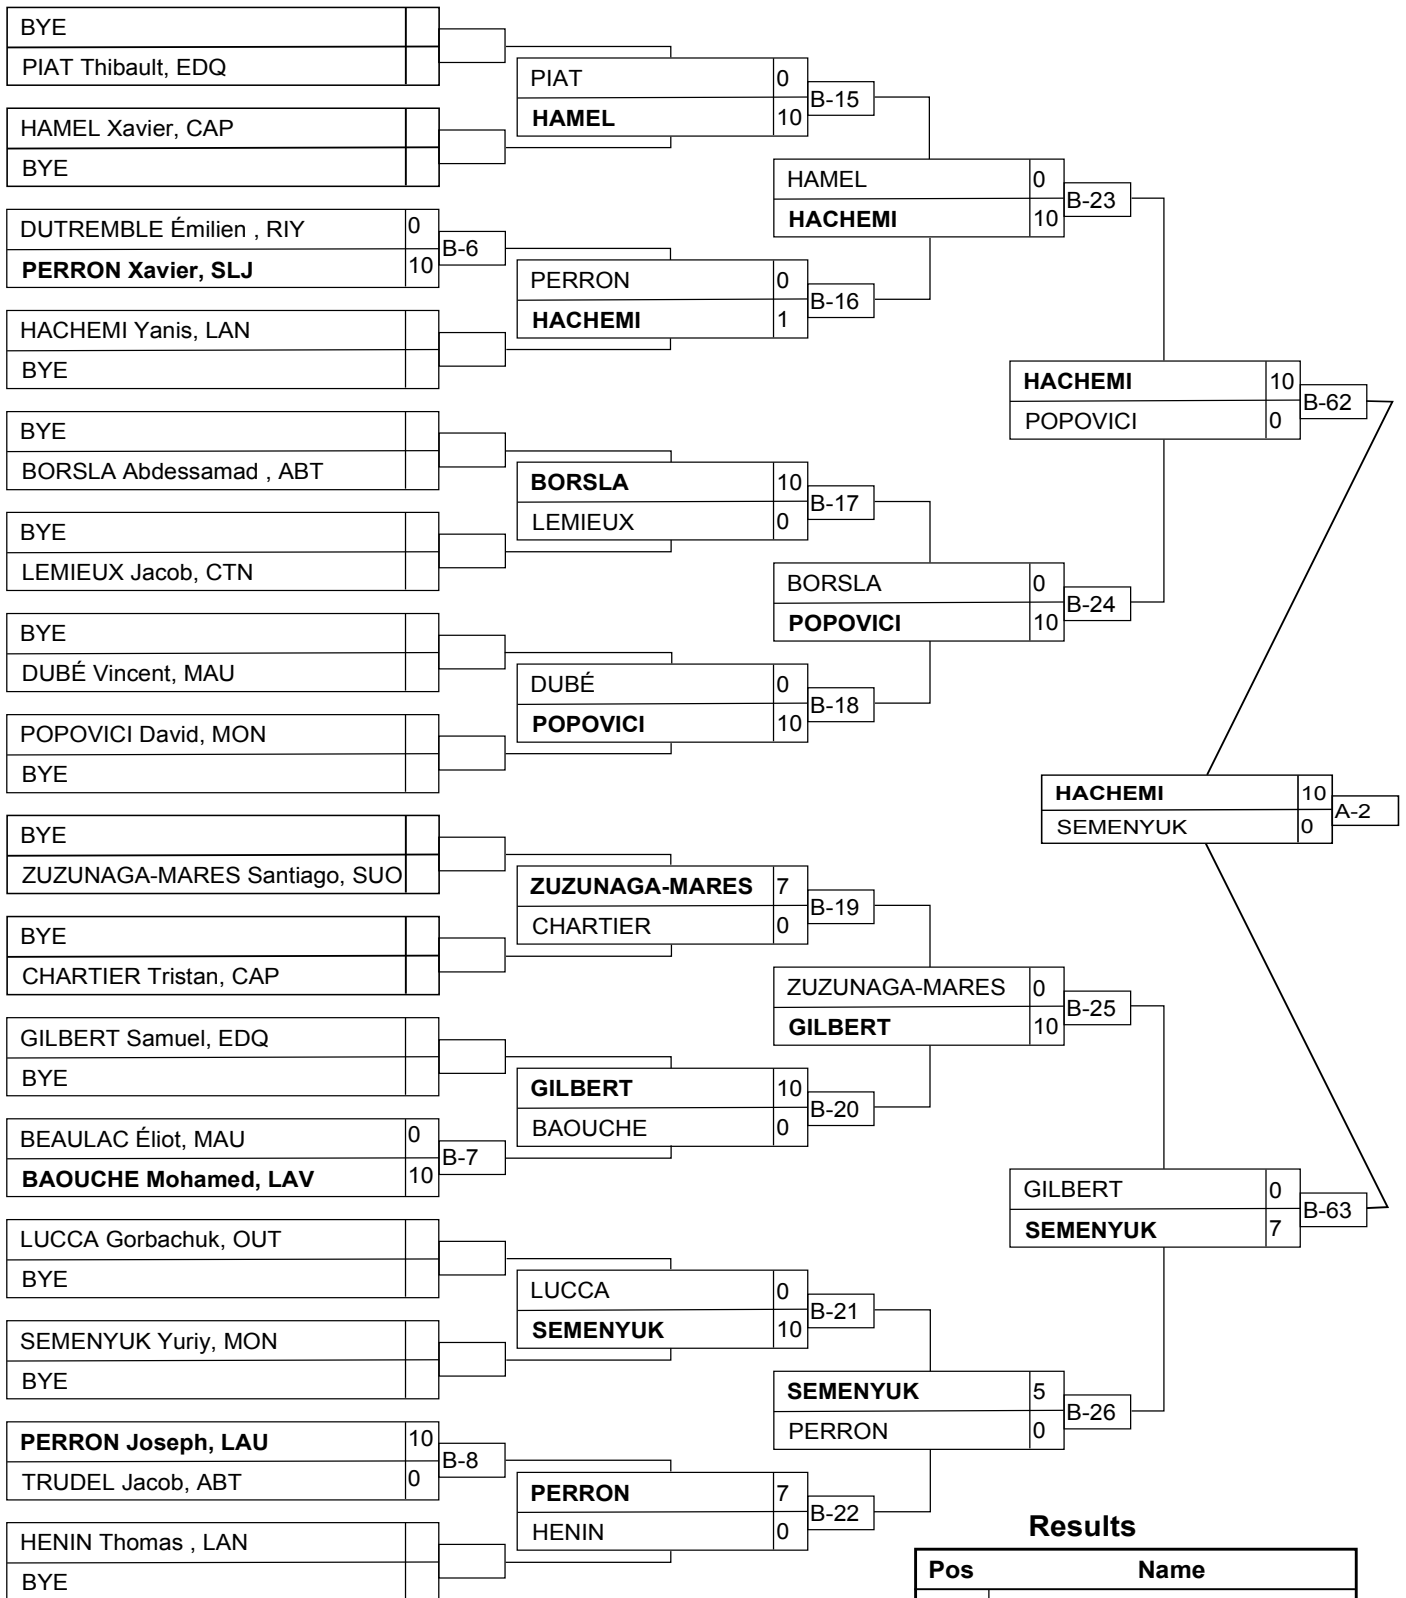 BYE
PIAT Thibault, EDQ
HAMEL Xavier, CAP
BYE
DUTREMBLE Émilien , RIY 0
PERRON Xavier, SLJ 10
B-6
HACHEMI Yanis, LAN
BYE
BYE
BORSLA Abdessamad , ABT
BYE
LEMIEUX Jacob, CTN
BYE
DUBÉ Vincent, MAU
POPOVICI David, MON
BYE
BYE
ZUZUNAGA-MARES Santiago, SUO
BYE
CHARTIER Tristan, CAP
GILBERT Samuel, EDQ
BYE
BEAULAC Éliot, MAU 0
BAOUCHE Mohamed, LAV 10
B-7
LUCCA Gorbachuk, OUT
BYE
SEMENYUK Yuriy, MON
BYE
PERRON Joseph, LAU 10
TRUDEL Jacob, ABT 0
B-8
HENIN Thomas , LAN
BYE
PIAT 0
HAMEL 10
B-15
PERRON 0
HACHEMI 1
B-16
BORSLA 10
LEMIEUX 0
B-17
DUBÉ 0
POPOVICI 10
B-18
ZUZUNAGA-MARES 7
CHARTIER 0
B-19
GILBERT 10
BAOUCHE 0
B-20
LUCCA 0
SEMENYUK 10
B-21
PERRON 7
HENIN 0
B-22
HAMEL 0
HACHEMI 10
B-23
BORSLA 0
POPOVICI 10
B-24
ZUZUNAGA-MARES 0
GILBERT 10
B-25
SEMENYUK 5
PERRON 0
B-26
HACHEMI 10
POPOVICI 0
B-62
GILBERT 0
SEMENYUK 7
B-63
HACHEMI 10
SEMENYUK 0
A-2
Results
Pos Name